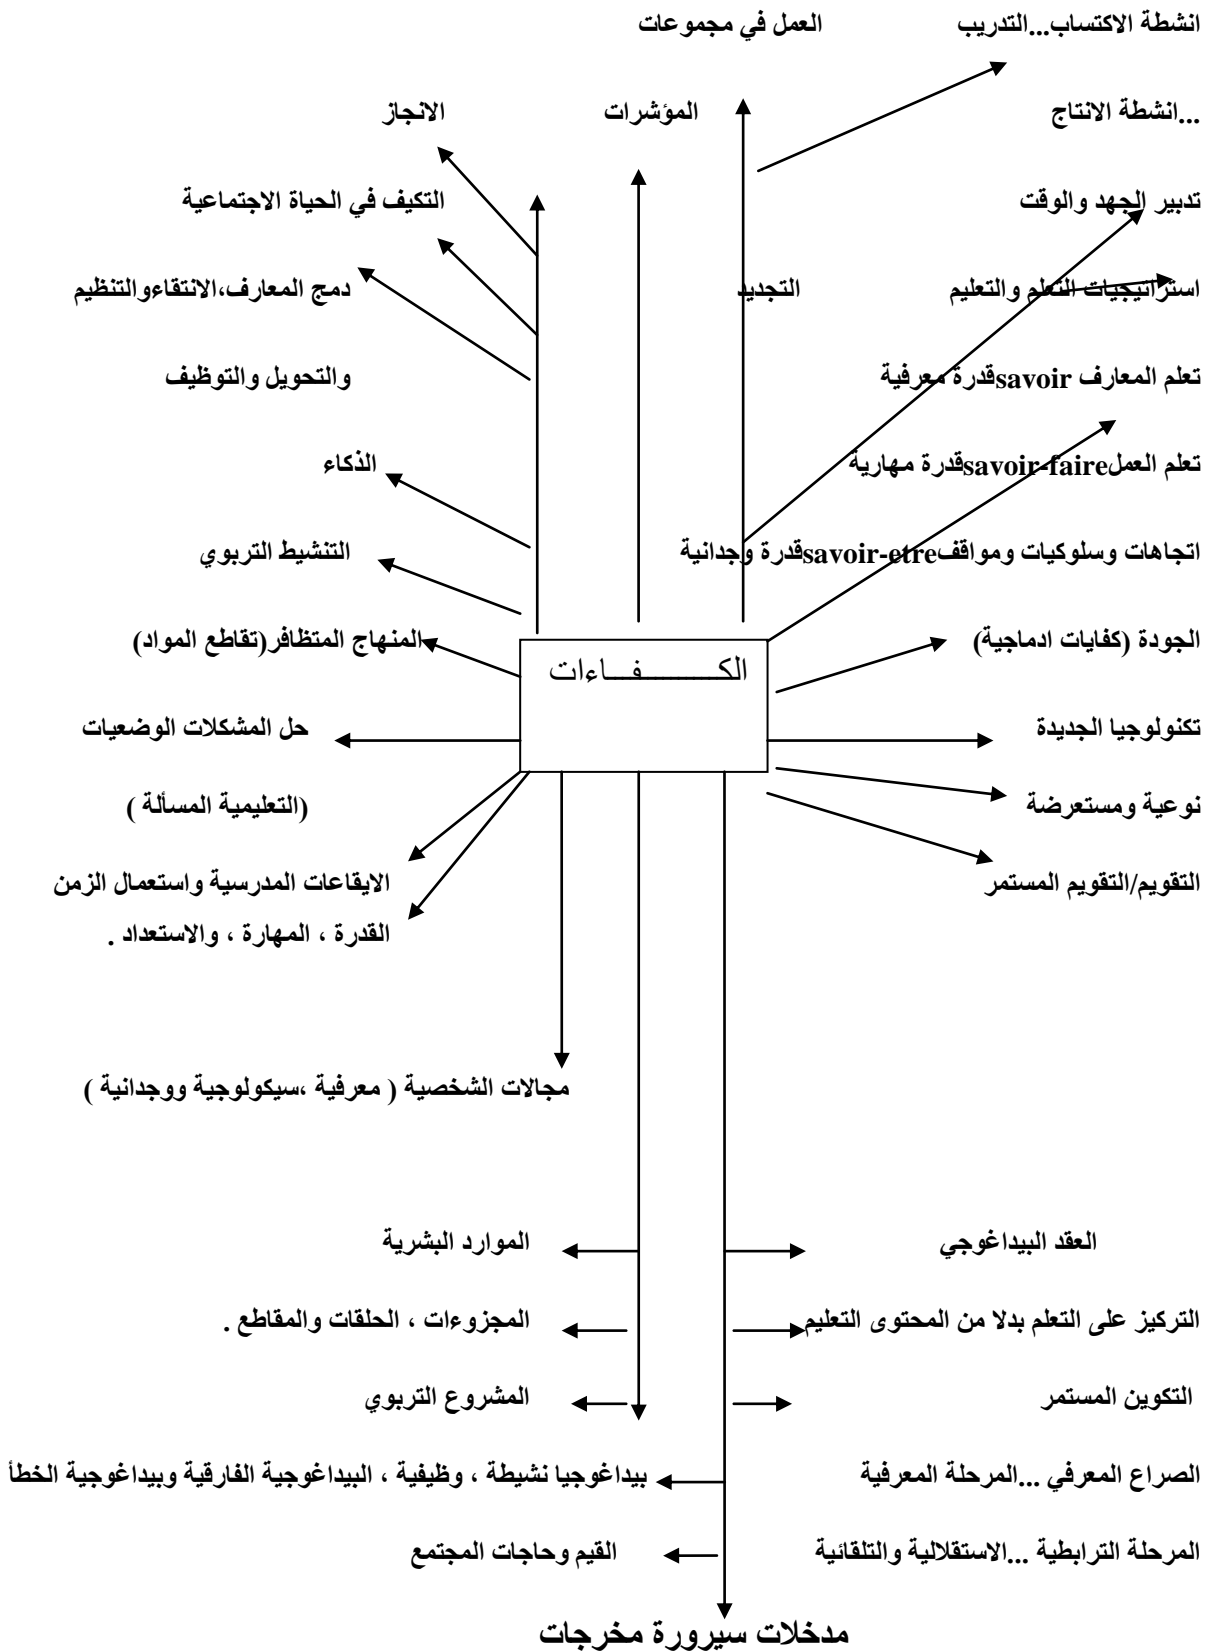 انشطة الاكتساب...التدريب العمل في مجموعات
...انشطة الانتاج المؤشرات الانجاز
تدبير الجهد والوقت التكيف في الحياة الاجتماعية
استراتيجيات التعلم والتعليم التجديد دمج المعارف،الانتقاءوالتنظيم
تعلم المعارف savoirقدرة معرفية والتحويل والتوظيف
تعلم العملsavoir-faireقدرة مهارية الذكاء
اتجاهات وسلوكيات ومواقفsavoir-etreقدرة وجدانية التنشيط التربوي
الجودة (كفايات ادماجية) المنهاج المتظافر(تقاطع المواد)
الكـــــــفـــاءات
تكنولوجيا الجديدة حل المشكلات الوضعيات
نوعية ومستعرضة (التعليمية المسألة )
التقويم/التقويم المستمر الايقاعات المدرسية واستعمال الزمن
القدرة ، المهارة ، والاستعداد .
مجالات الشخصية ( معرفية ،سيكولوجية ووجدانية )
العقد البيداغوجي الموارد البشرية
التركيز على التعلم بدلا من المحتوى التعليم المجزوءات ، الحلقات والمقاطع .
التكوين المستمر المشروع التربوي
الصراع المعرفي ...المرحلة المعرفية بيداغوجيا نشيطة ، وظيفية ، البيداغوجية الفارقية وبيداغوجية الخطأ
المرحلة الترابطية ...الاستقلالية والتلقائية القيم وحاجات المجتمع
مدخلات سيرورة مخرجات